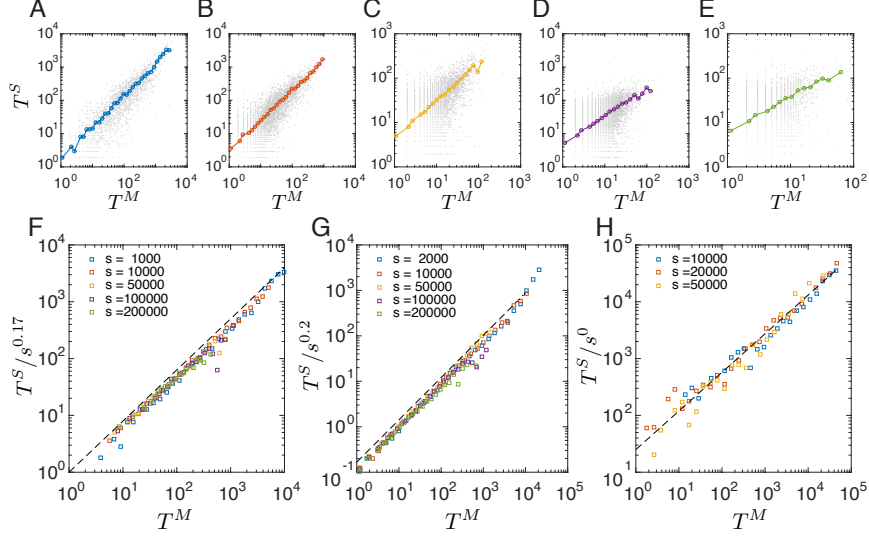 A B C D E
10^4 10^4 10^3 10^3 10^3
10^3 10^3
10^2 10^2 10^2 10^2 10^2
10^1 10^1 10^1 10^1 10^1
10^0 10^0 10^0 10^0 10^0
T^S
10^0 10^2 10^4 10^0 10^2 10^4 10^0 10^1 10^2 10^3 10^0 10^1 10^2 10^3 10^0 10^1 10^2
T^M T^M T^M T^M T^M
F
10^4
10^3
10^2
10^1
10^0
T^S/s^0.17
s = 1000
s = 10000
s = 50000
s =100000
s =200000
10^0 10^1 10^2 10^3 10^4
T^M
G
10^4
10^3
10^2
10^1
10^0
10^-1
T^S/s^0.2
s = 2000
s = 10000
s = 50000
s =100000
s =200000
10^1 10^2 10^3 10^4 10^5
T^M
H
10^5
10^4
10^3
10^2
10^1
T^S/s^0
s =10000
s =20000
s =50000
10^0 10^1 10^2 10^3 10^4 10^5
T^M